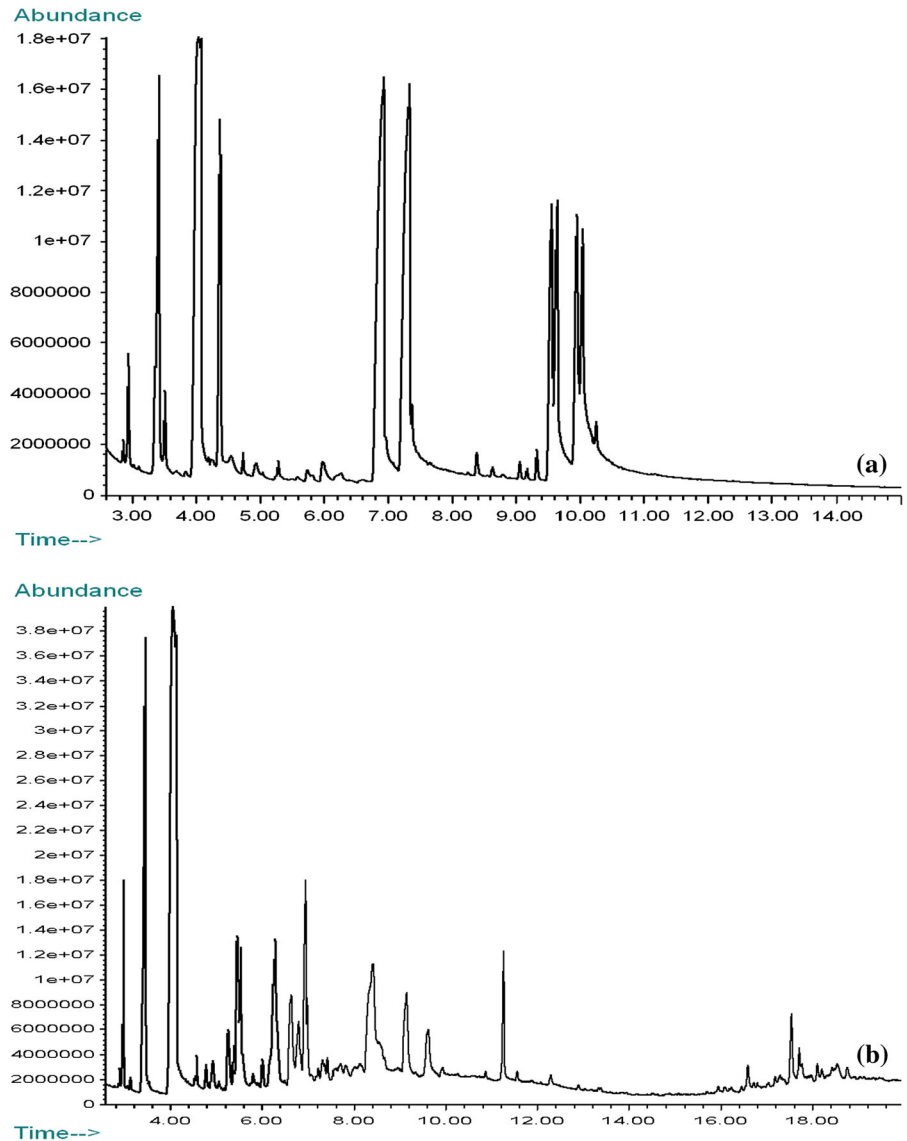 Abundance
1.8e+07
1.6e+07
1.4e+07
1.2e+07
1e+07
8000000
6000000
4000000
2000000
0
(a)
3.00 4.00 5.00 6.00 7.00 8.00 9.00 10.00 11.00 12.00 13.00 14.00
Time-->
Abundance
3.8e+07
3.6e+07
3.4e+07
3.2e+07
3e+07
2.8e+07
2.6e+07
2.4e+07
2.2e+07
2e+07
1.8e+07
1.6e+07
1.4e+07
1.2e+07
1e+07
8000000
6000000
4000000
2000000
0
(b)
4.00 6.00 8.00 10.00 12.00 14.00 16.00 18.00
Time-->